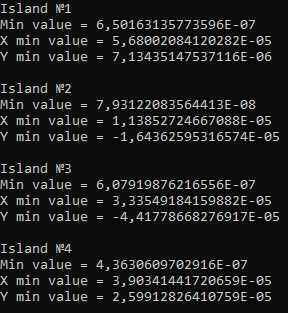 Island №1
Min value = 6,50163135773596E-07
X min value = 5,68002084120282E-05
Y min value = 7,13435147537116E-06
Island №2
Min value = 7,93122083564413E-08
X min value = 1,13852724667088E-05
Y min value = -1,64362595316574E-05
Island №3
Min value = 6,07919876216556E-07
X min value = 3,33549184159882E-05
Y min value = -4,41778668276917E-05
Island №4
Min value = 4,3630609702916E-07
X min value = 3,90341441720659E-05
Y min value = 2,59912826410759E-05